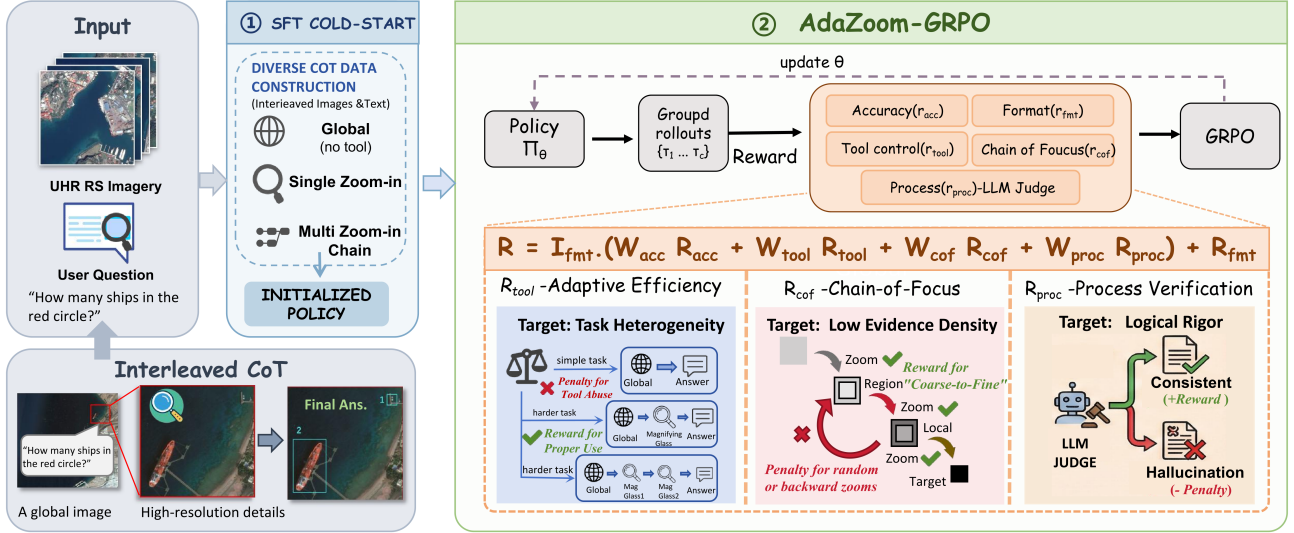 Input
UHR RS Imagery
User Question
“How many ships in the
red circle?”
① SFT COLD-START
DIVERSE COT DATA
CONSTRUCTION
(Interieaved Images &Text)
Global
(no tool)
Single Zoom-in
Multi Zoom-in
Chain
INITIALIZED
POLICY
Interleaved CoT
“How many ships in
the red circle?”
Final Ans.
1
2
A global image
High-resolution details
② AdaZoom-GRPO
update θ
Policy
Πθ
Groupd
rollouts
{τ1 ... τc}
Reward
Accuracy(racc)
Format(rfmt)
Tool control(rtool)
Chain of Foucus(rcof)
Process(rproc)-LLM Judge
GRPO
R = Ifmt.(Wacc Racc + Wtool Rtool + Wcof Rcof + Wproc Rproc) + Rfmt
Rtool -Adaptive Efficiency
Target: Task Heterogeneity
simple task
Penalty for
Tool Abuse
Global
Answer
harder task
Reward for
Proper Use
Global
Magnifying
Glass
Answer
harder task
Global
Mag
Glass1
Mag
Glass2
Answer
Rcof -Chain-of-Focus
Target: Low Evidence Density
Zoom
Reward for
"Coarse-to-Fine"
Region
Zoom
Local
Zoom
Target
Penalty for random
or backward zooms
Rproc -Process Verification
Target: Logical Rigor
LLM
JUDGE
Consistent
(+Reward )
Hallucination
(- Penalty)